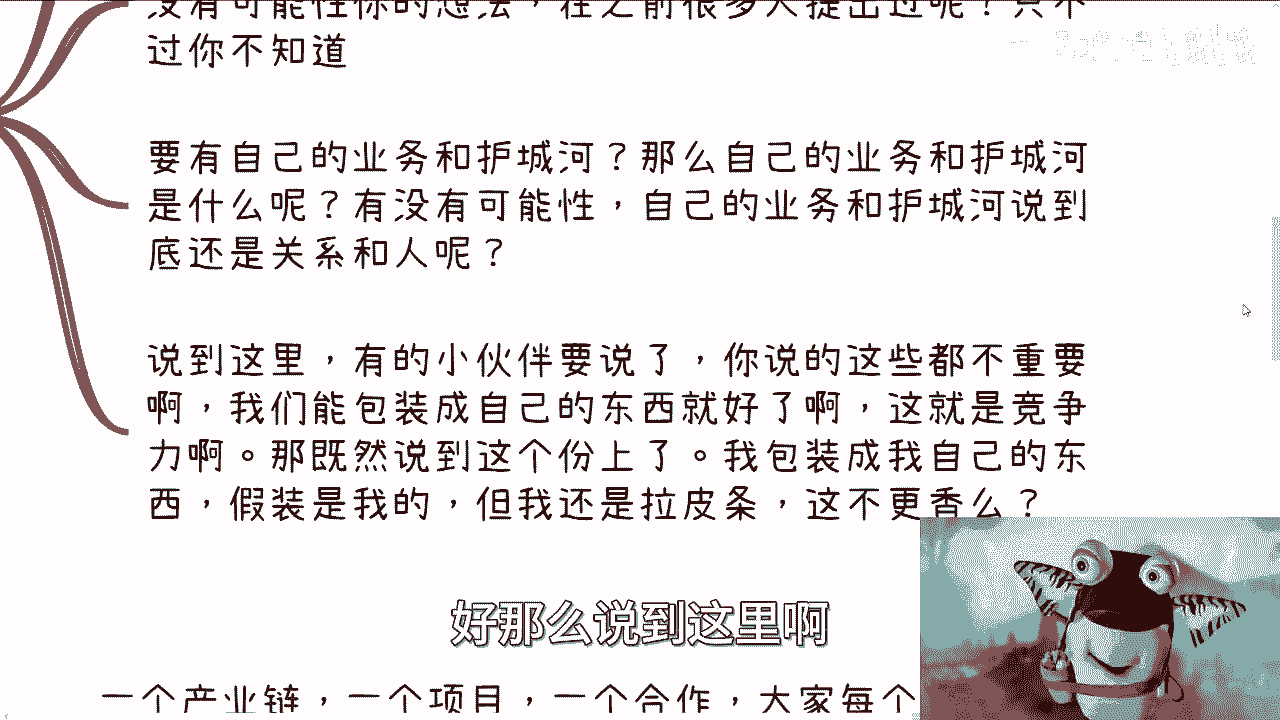 没有可能性你的想法，在之前很多人提出过呢？只不
过你不知道
要有自己的业务和护城河？那么自己的业务和护城河
是什么呢？有没有可能性，自己的业务和护城河说到
底还是关系和人呢？
说到这里，有的小伙伴要说了，你说的这些都不重要
啊，我们能包装成自己的东西就好了啊，这就是竞争
力啊。那既然说到这个份上了。我包装成我自己的东
西，假装是我的，但我还是拉皮条，这不更香么？
好那么说到这里啊
一个产业链，一个项目，一个合作，大家每个